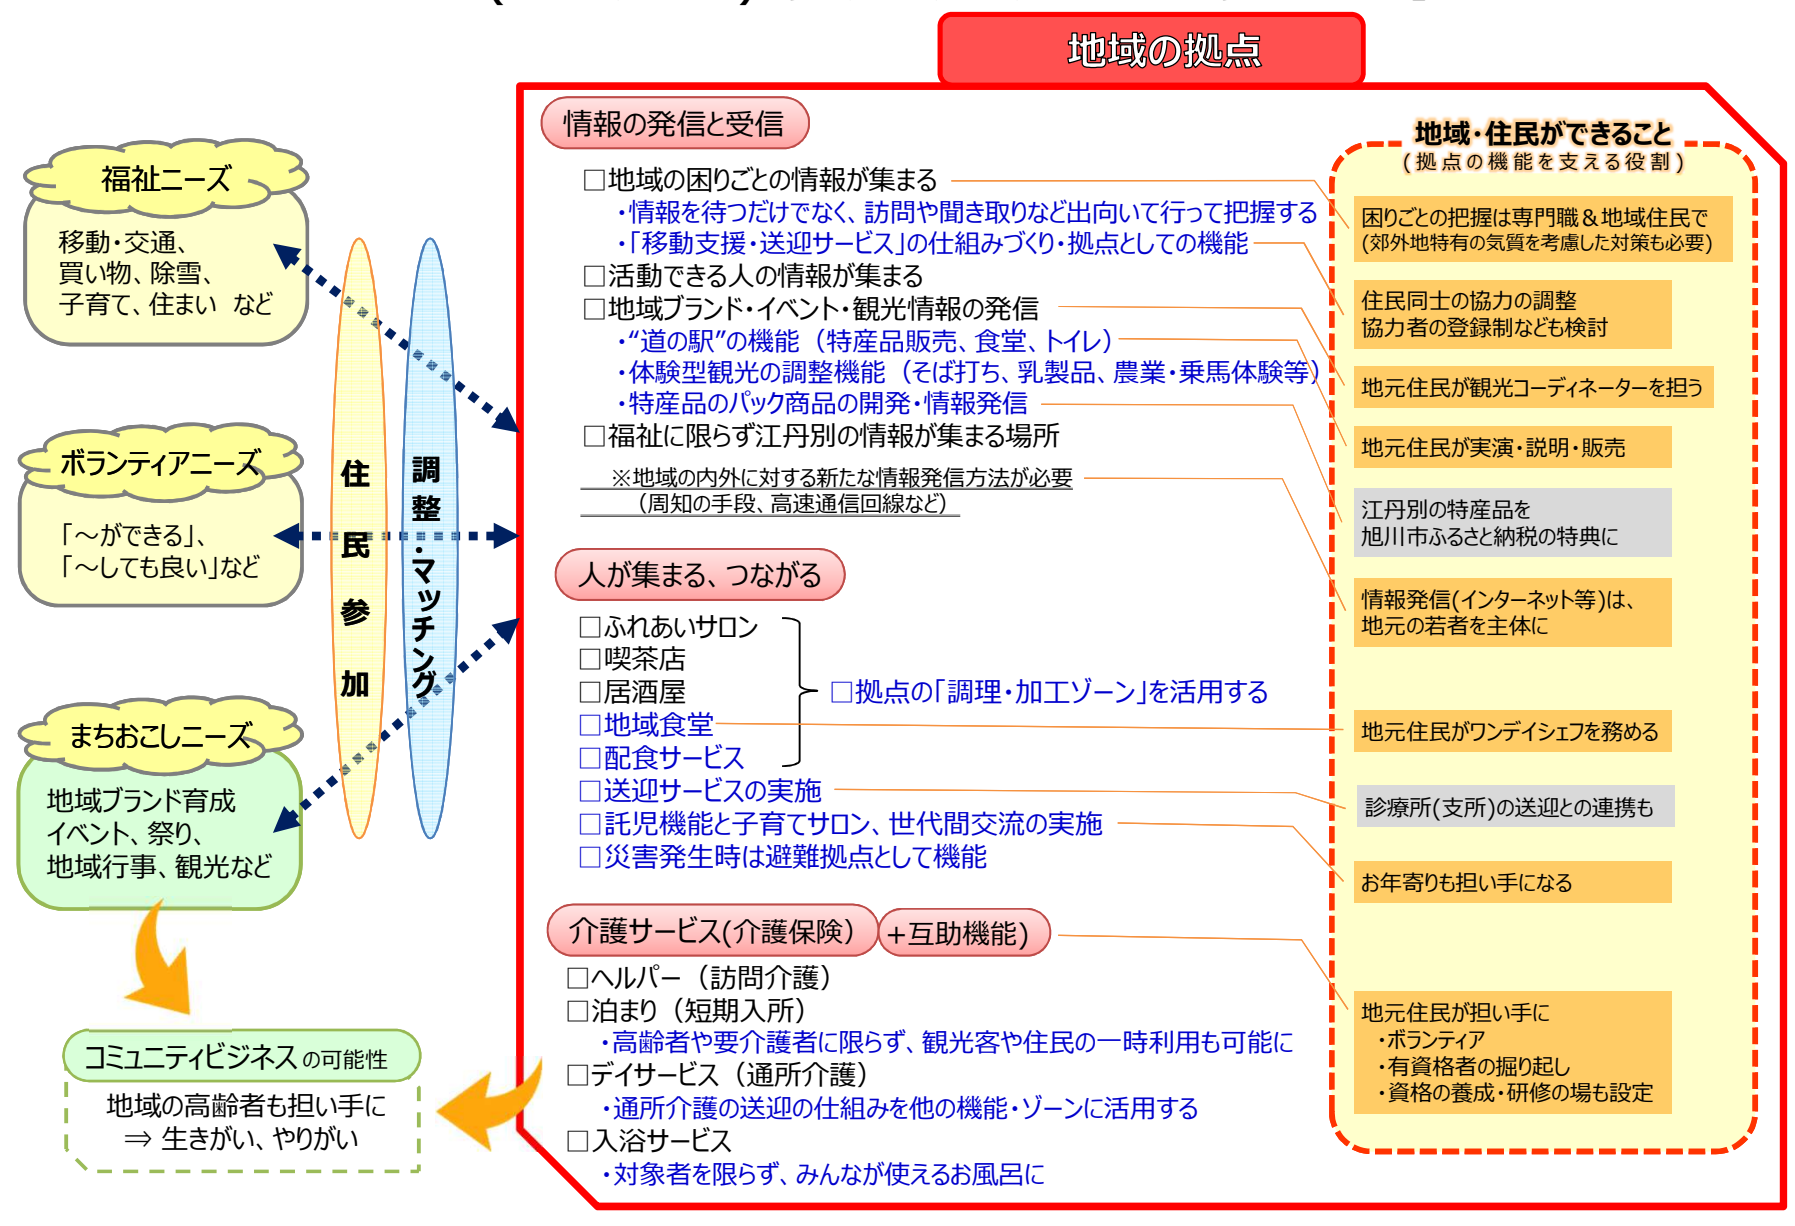 地域の拠点
福祉ニーズ
移動・交通、
買い物、除雪、
子育て、住まい など
ボランティアニーズ
「～ができる」、
「～しても良い」など
まちおこしニーズ
地域ブランド育成
イベント、祭り、
地域行事、観光など
コミュニティビジネス の可能性
地域の高齢者も担い手に
⇒ 生きがい、やりがい
住民参加
調整・マッチング
情報の発信と受信
□地域の困りごとの情報が集まる
・情報を待つだけでなく、訪問や聞き取りなど出向いて行って把握する
・「移動支援・送迎サービス」の仕組みづくり・拠点としての機能
□活動できる人の情報が集まる
□地域ブランド・イベント・観光情報の発信
・“道の駅”の機能（特産品販売、食堂、トイレ）
・体験型観光の調整機能（そば打ち、乳製品、農業・乗馬体験等）
・特産品のパック商品の開発・情報発信
□福祉に限らず江丹別の情報が集まる場所
※地域の内外に対する新たな情報発信方法が必要
（周知の手段、高速通信回線など）
人が集まる、つながる
□ふれあいサロン
□喫茶店
□居酒屋
□地域食堂
□配食サービス
□拠点の「調理・加工ゾーン」を活用する
□送迎サービスの実施
□託児機能と子育てサロン、世代間交流の実施
□災害発生時は避難拠点として機能
介護サービス(介護保険）
+互助機能)
□ヘルパー（訪問介護）
□泊まり（短期入所）
・高齢者や要介護者に限らず、観光客や住民の一時利用も可能に
□デイサービス（通所介護）
・通所介護の送迎の仕組みを他の機能・ゾーンに活用する
□入浴サービス
・対象者を限らず、みんなが使えるお風呂に
地域・住民ができること
(拠点の機能を支える役割)
困りごとの把握は専門職＆地域住民で
(郊外地特有の気質を考慮した対策も必要)
住民同士の協力の調整
協力者の登録制なども検討
地元住民が観光コーディネーターを担う
地元住民が実演・説明・販売
江丹別の特産品を
旭川市ふるさと納税の特典に
情報発信(インターネット等)は、
地元の若者を主体に
地元住民がワンデイシェフを務める
診療所(支所)の送迎との連携も
お年寄りも担い手になる
地元住民が担い手に
・ボランティア
・有資格者の掘り起し
・資格の養成・研修の場も設定